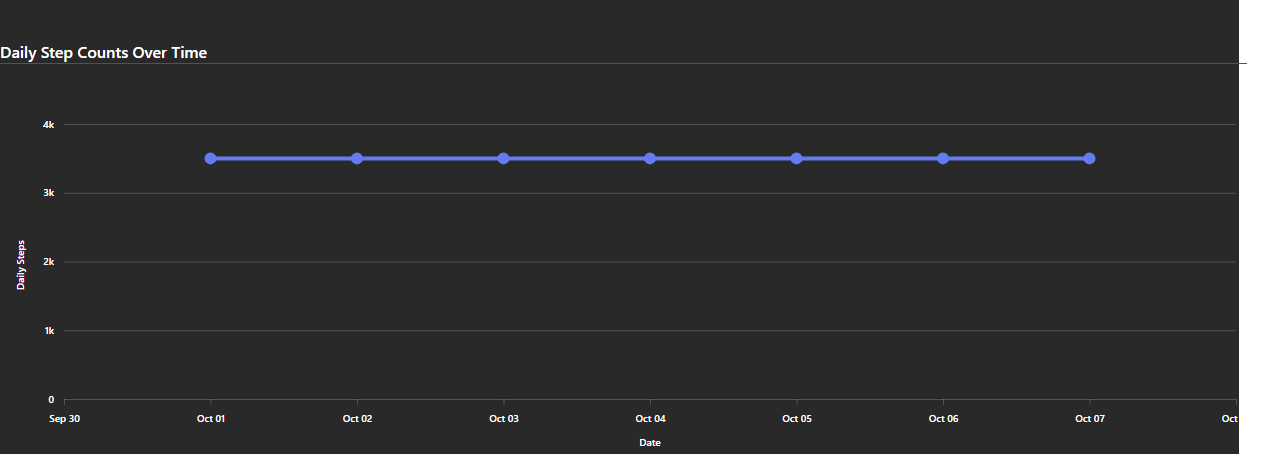 Daily Step Counts Over Time
4k
3k
2k
1k
0
Daily Steps
Sep 30 Oct 01 Oct 02 Oct 03 Oct 04 Oct 05 Oct 06 Oct 07 Oct
Date